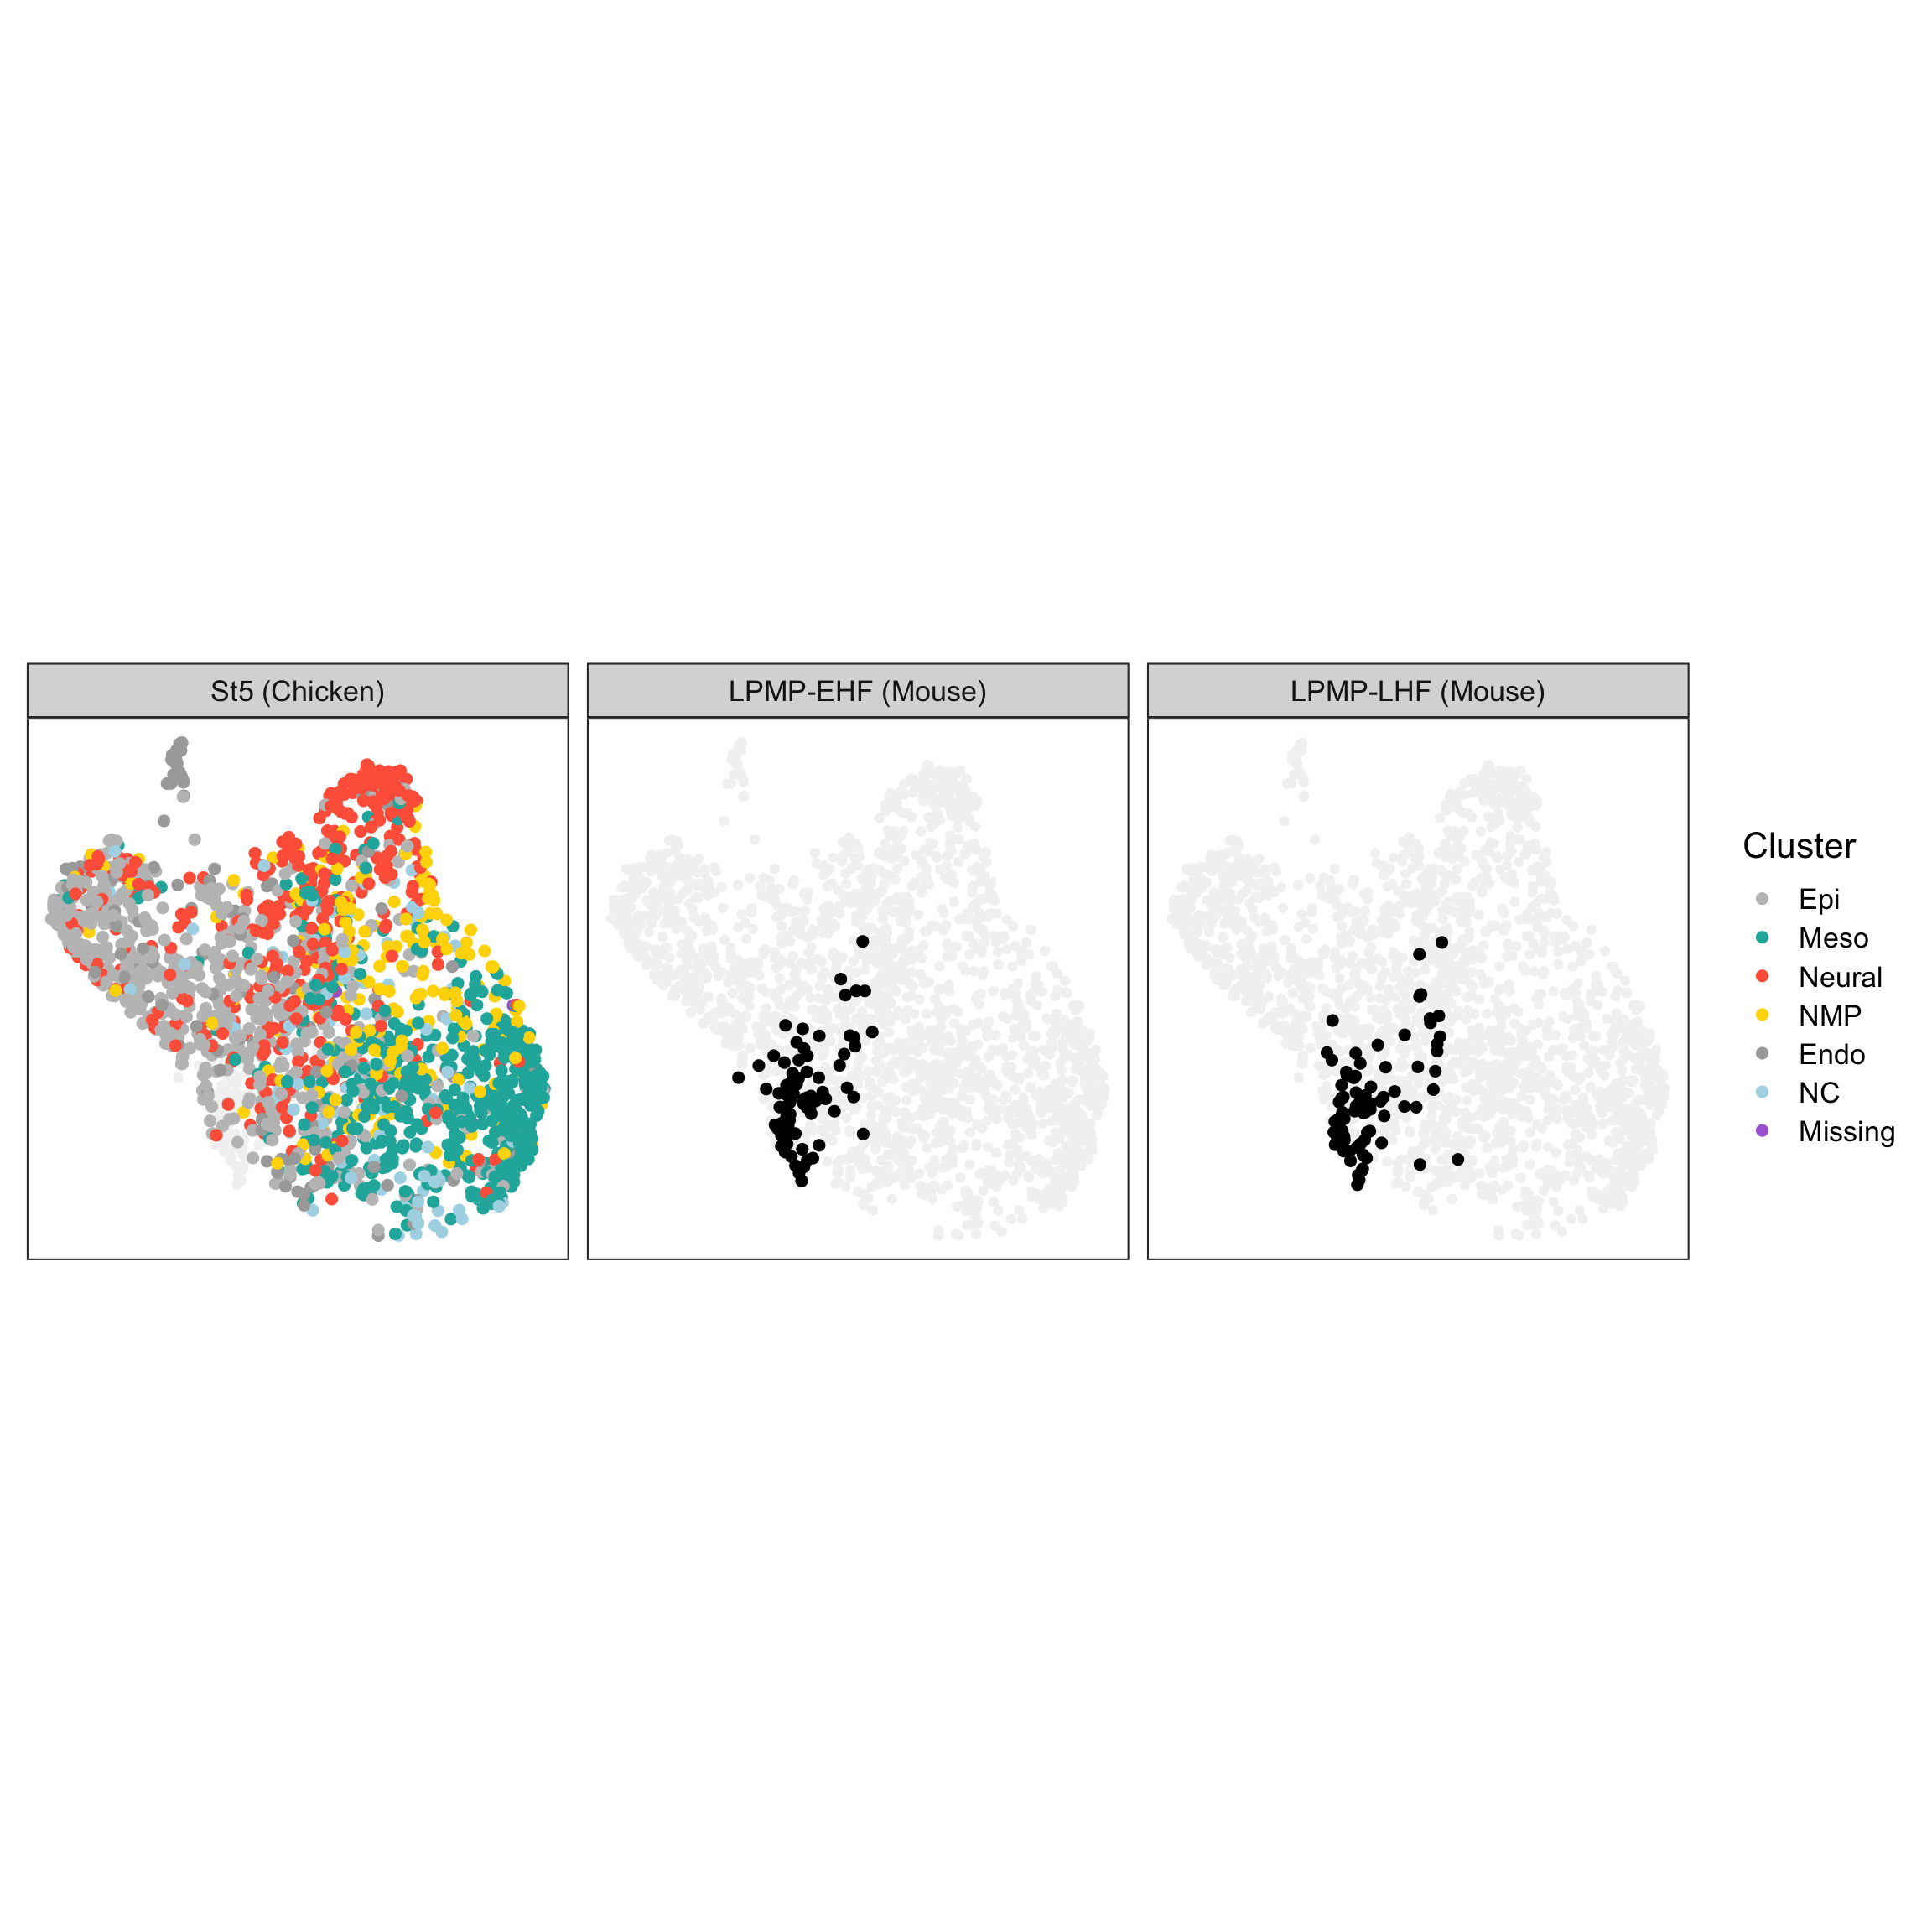 St5 (Chicken)
LPMP-EHF (Mouse)
LPMP-LHF (Mouse)
Cluster
Epi
Meso
Neural
NMP
Endo
NC
Missing